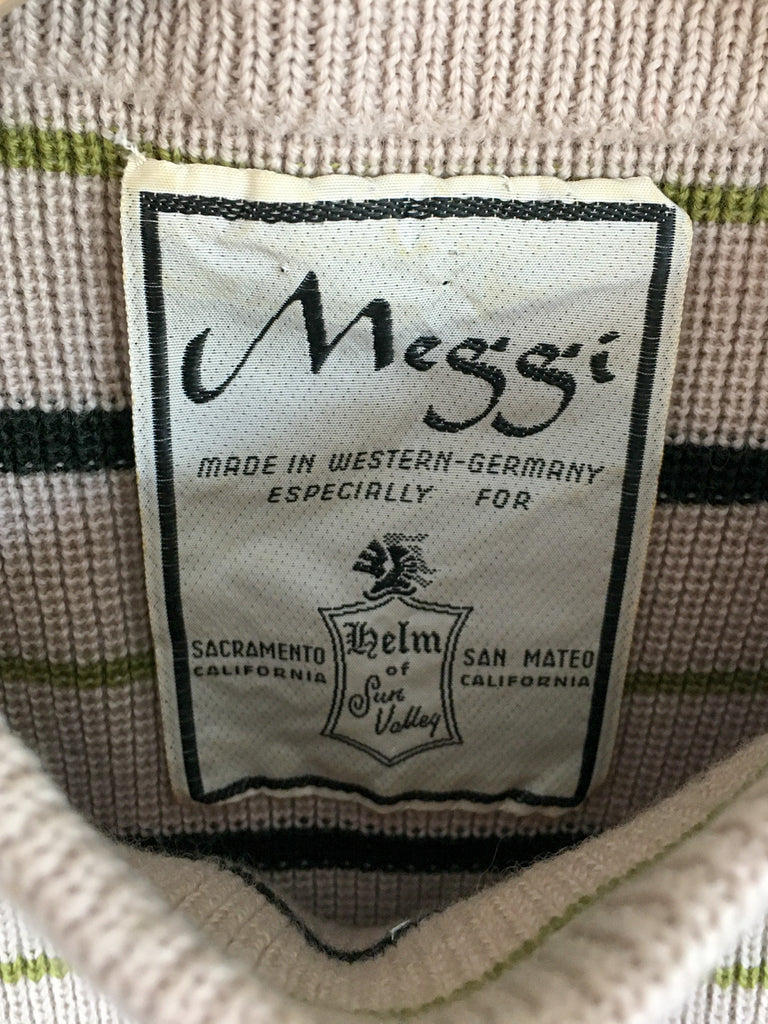 Meggi
MADE IN WESTERN-GERMANY
ESPECIALLY FOR
SACRAMENTO
CALIFORNIA
Helm
of
Sun
Valley
SAN MATEO
CALIFORNIA